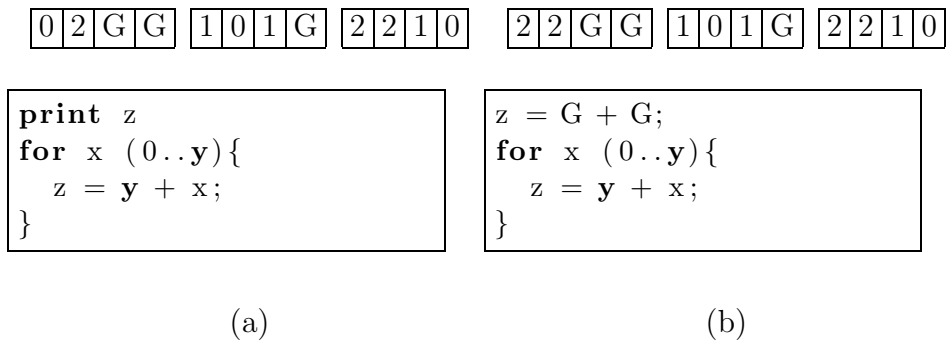 0 2 G G 1 0 1 G 2 2 1 0 2 2 G G 1 0 1 G 2 2 1 0
print z
for x (0..y){
z = y + x;
}
z = G + G;
for x (0..y){
z = y + x;
}
(a)
(b)